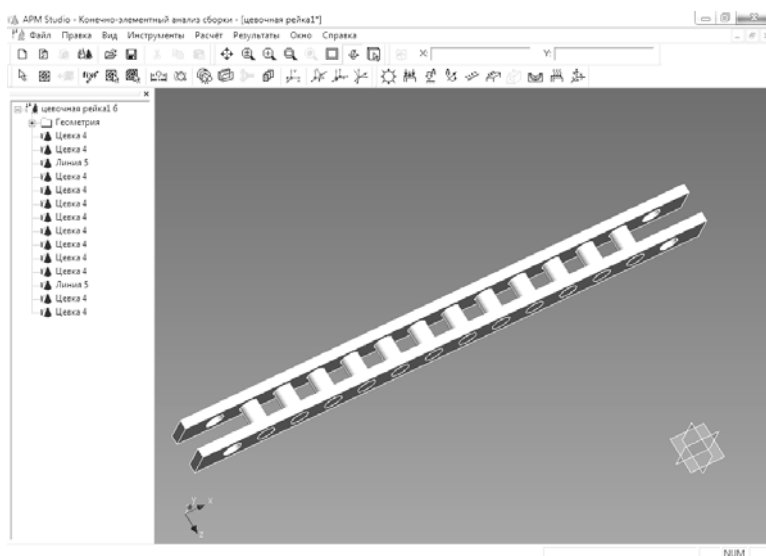 APM Studio - Конечно-элементный анализ сборки - [цевочная рейка1*]
Файл Правка Вид Инструменты Расчёт Результаты Окно Справка
X: Y:
цевочная рейка1 6
Геометрия
Цевка 4
Цевка 4
Линия 5
Цевка 4
Цевка 4
Цевка 4
Цевка 4
Цевка 4
Цевка 4
Цевка 4
Цевка 4
Линия 5
Цевка 4
Цевка 4
y x
z
NUM